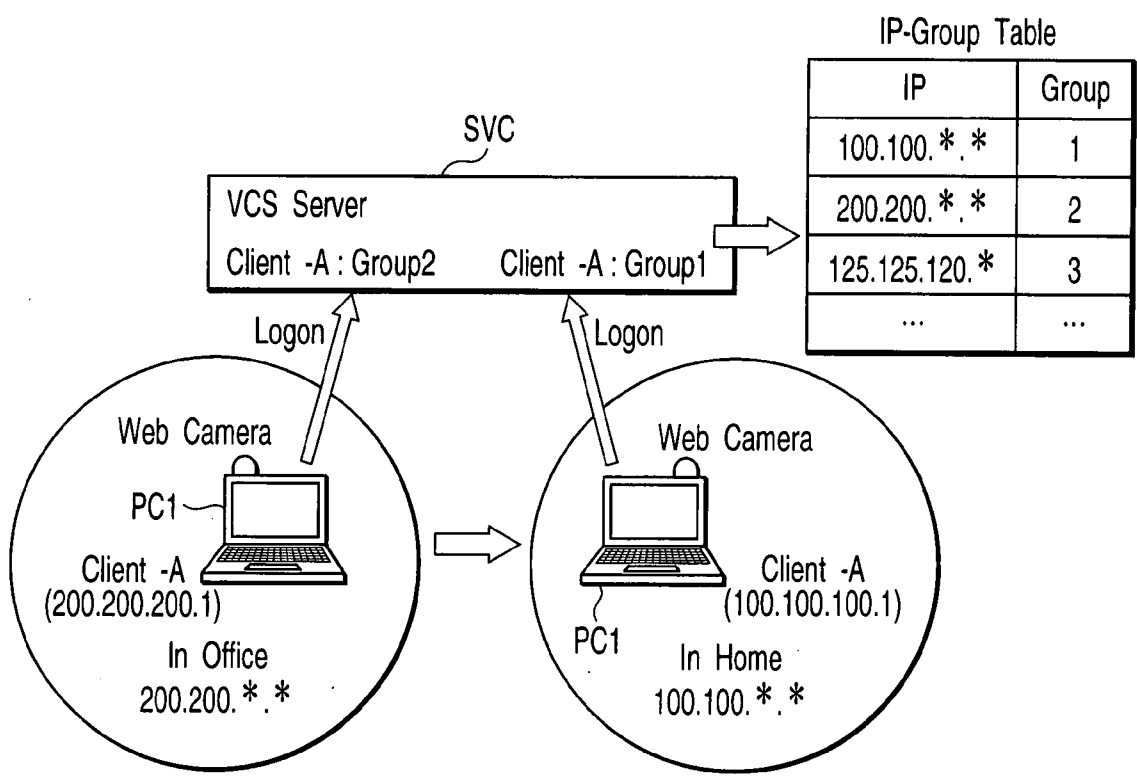 IP-Group Table
IP Group
100.100.*.* 1
200.200.*.* 2
125.125.120.* 3
... ...
SVC
VCS Server
Client -A : Group2 Client -A : Group1
Logon Logon
Web Camera
PC1
Client -A
(200.200.200.1)
In Office
200.200.*.*
Web Camera
Client -A
(100.100.100.1)
PC1
In Home
100.100.*.*